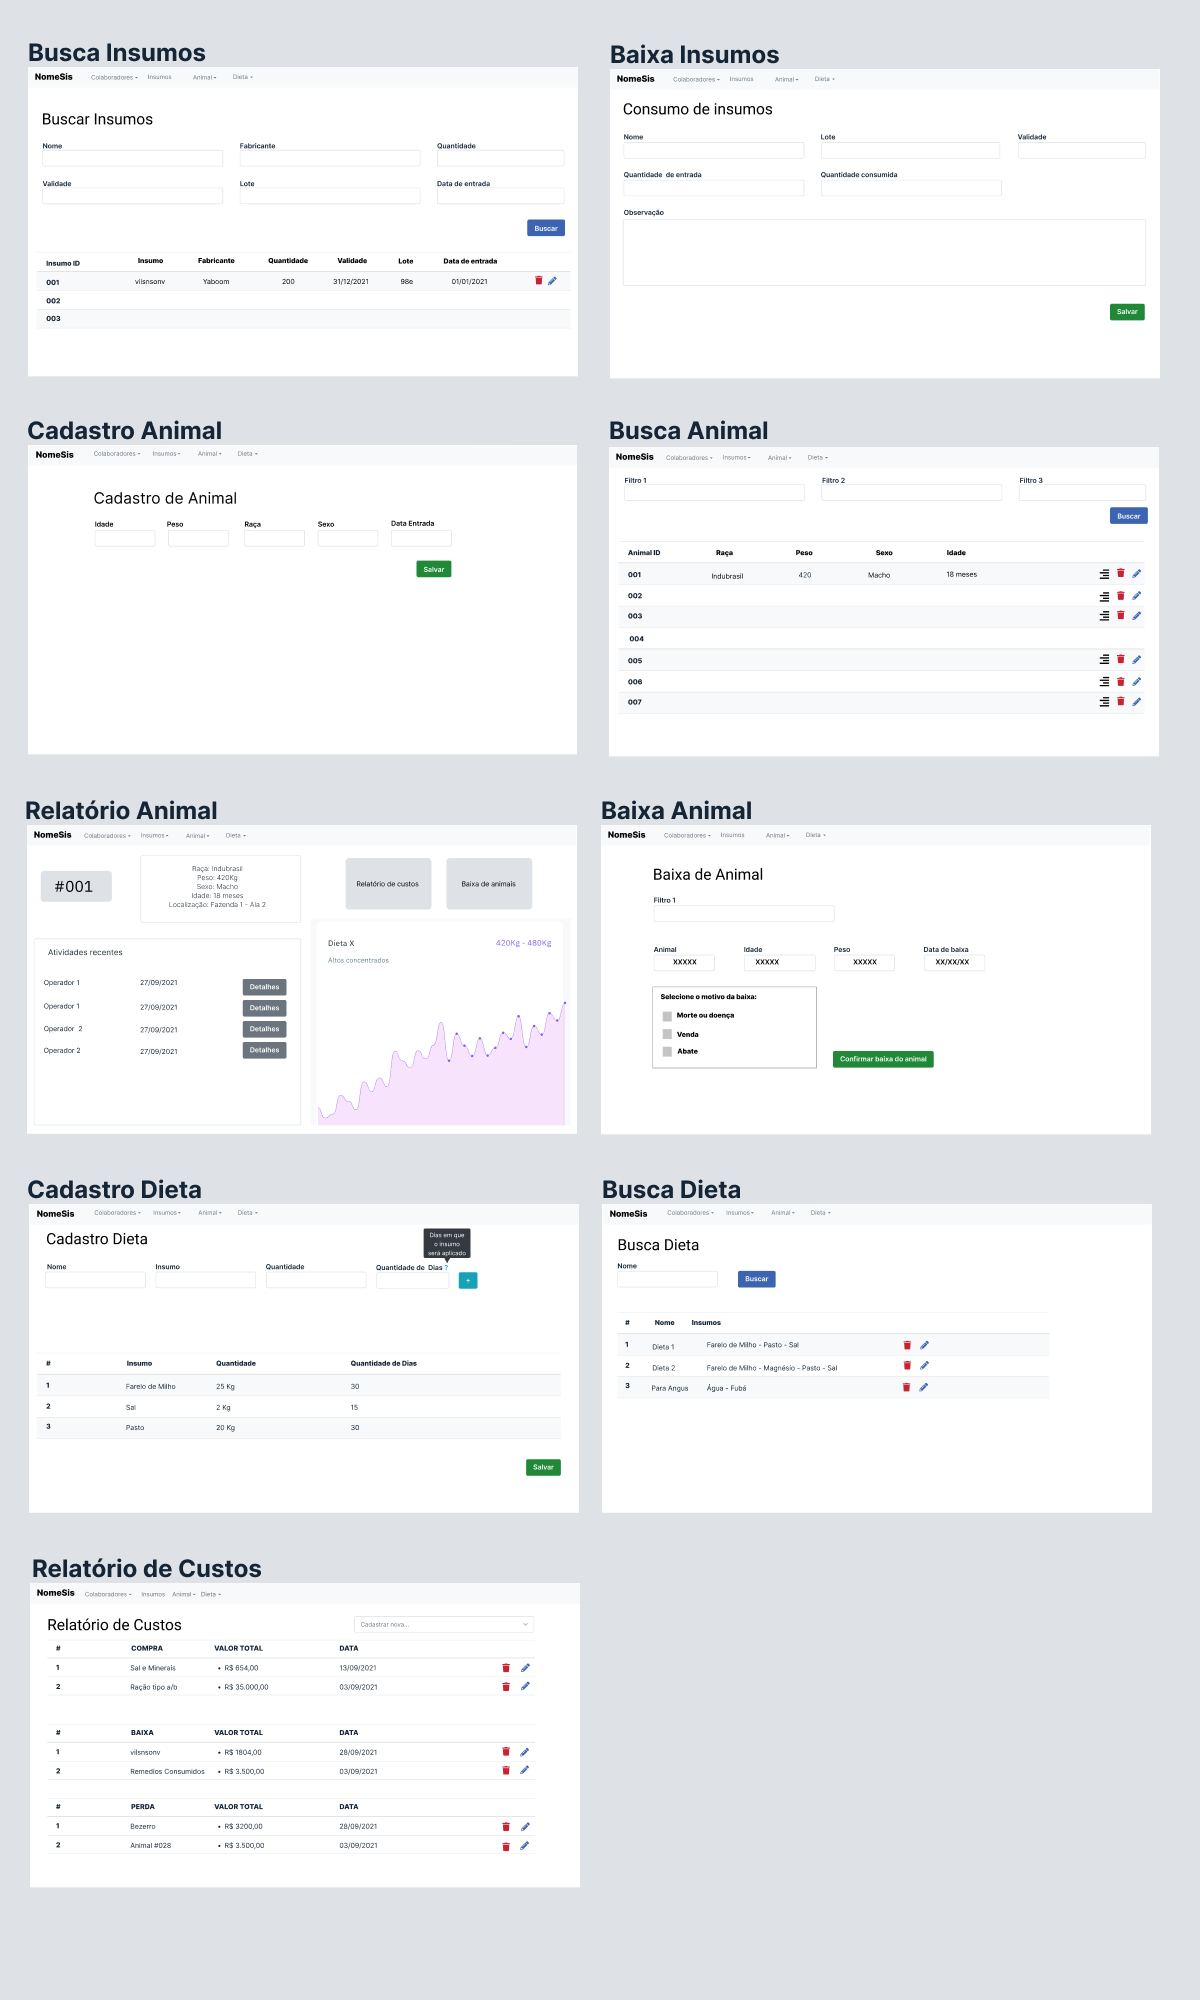 Busca Insumos
NomeSis Colaboradores Insumos Animal Dieta
Buscar Insumos
Nome Fabricante Quantidade
Validade Lote Data de entrada
Buscar
Insumo ID Insumo Fabricante Quantidade Validade Lote Data de entrada
001 vilsnsonv Yaboom 200 31/12/2021 98e 01/01/2021
002
003
Baixa Insumos
NomeSis Colaboradores Insumos Animal Dieta
Consumo de insumos
Nome Lote Validade
Quantidade de entrada Quantidade consumida
Observação
Salvar
Cadastro Animal
NomeSis Colaboradores Insumos Animal Dieta
Cadastro de Animal
Idade Peso Raça Sexo Data Entrada
Salvar
Busca Animal
NomeSis Colaboradores Insumos Animal Dieta
Filtro 1 Filtro 2 Filtro 3
Buscar
Animal ID Raça Peso Sexo Idade
001 Indubrasil 420 Macho 18 meses
002
003
004
005
006
007
Relatório Animal
NomeSis Colaboradores Insumos Animal Dieta
#001
Raça: Indubrasil
Peso: 420Kg
Sexo: Macho
Idade: 18 meses
Localização: Fazenda 1 - Ala 2
Relatório de custos Baixa de animais
Atividades recentes
Operador 1 27/09/2021 Detalhes
Operador 1 27/09/2021 Detalhes
Operador 2 27/09/2021 Detalhes
Operador 2 27/09/2021 Detalhes
Dieta X 420Kg - 480Kg
Altos concentrados
Baixa Animal
NomeSis Colaboradores Insumos Animal Dieta
Baixa de Animal
Filtro 1
Animal Idade Peso Data de baixa
XXXXX XXXXX XXXXX XX/XX/XX
Selecione o motivo da baixa:
Morte ou doença
Venda
Abate
Confirmar baixa do animal
Cadastro Dieta
NomeSis Colaboradores Insumos Animal Dieta
Cadastro Dieta
Dias em que
o insumo
será aplicado
Nome Insumo Quantidade Quantidade de Dias ?
+
# Insumo Quantidade Quantidade de Dias
1 Farelo de Milho 25 Kg 30
2 Sal 2 Kg 15
3 Pasto 20 Kg 30
Salvar
Busca Dieta
NomeSis Colaboradores Insumos Animal Dieta
Busca Dieta
Nome
Buscar
# Nome Insumos
1 Dieta 1 Farelo de Milho - Pasto - Sal
2 Dieta 2 Farelo de Milho - Magnésio - Pasto - Sal
3 Para Angus Água - Fubá
Relatório de Custos
NomeSis Colaboradores Insumos Animal Dieta
Relatório de Custos
Cadastrar nova...
# COMPRA VALOR TOTAL DATA
1 Sal e Minerais • R$ 654,00 13/09/2021
2 Ração tipo a/b • R$ 35.000,00 03/09/2021
# BAIXA VALOR TOTAL DATA
1 vilsnsonv • R$ 1804,00 28/09/2021
2 Remedios Consumidos • R$ 3.500,00 03/09/2021
# PERDA VALOR TOTAL DATA
1 Bezerro • R$ 3200,00 28/09/2021
2 Animal #028 • R$ 3.500,00 03/09/2021